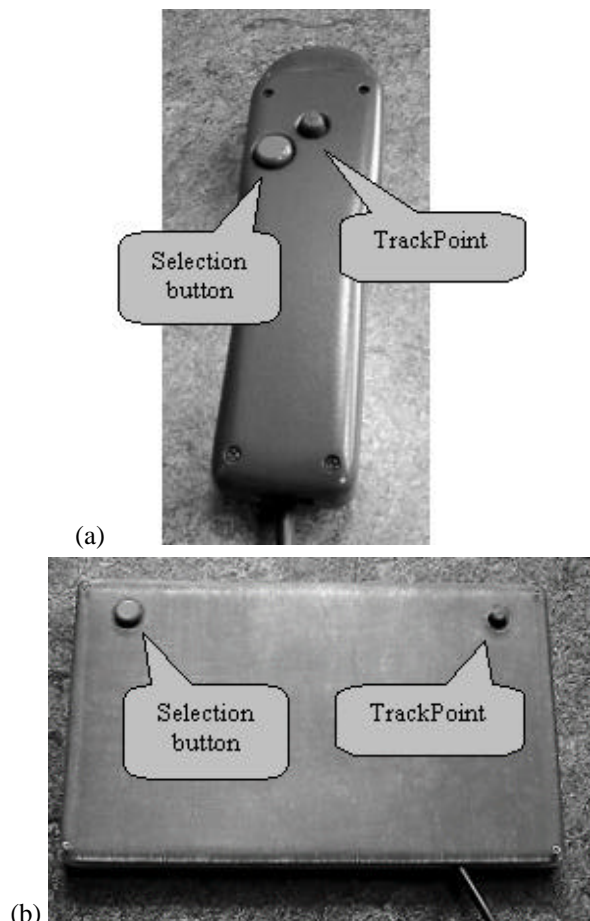 Selection
button
TrackPoint
(a)
Selection
button
TrackPoint
(b)